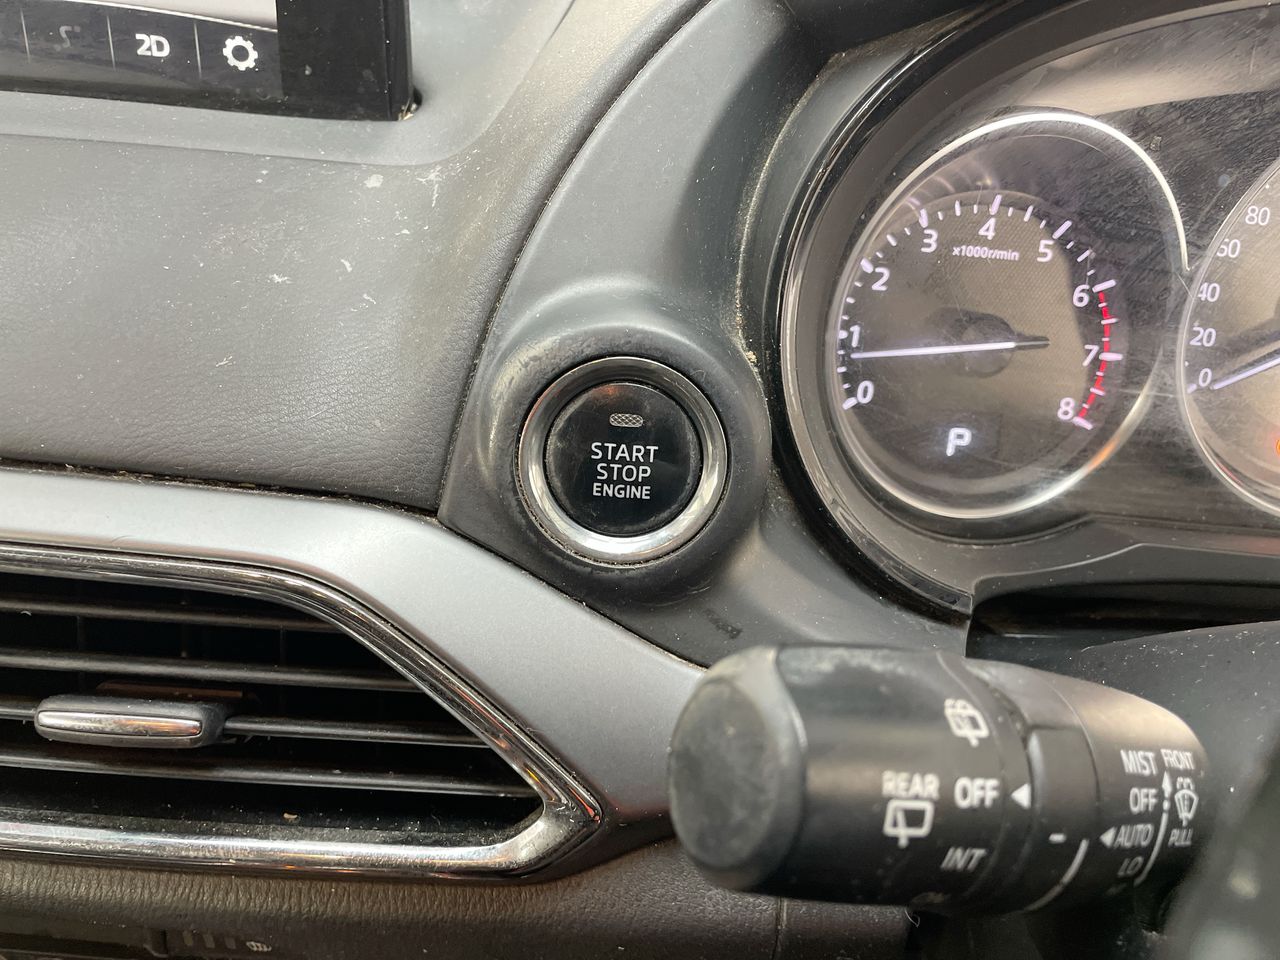 2D
0
1
2
3
4
5
6
7
8
x1000r/min
P
80
60
40
20
0
START
STOP
ENGINE
REAR
OFF
INT
MIST
OFF
AUTO
LO
FRONT
PULL